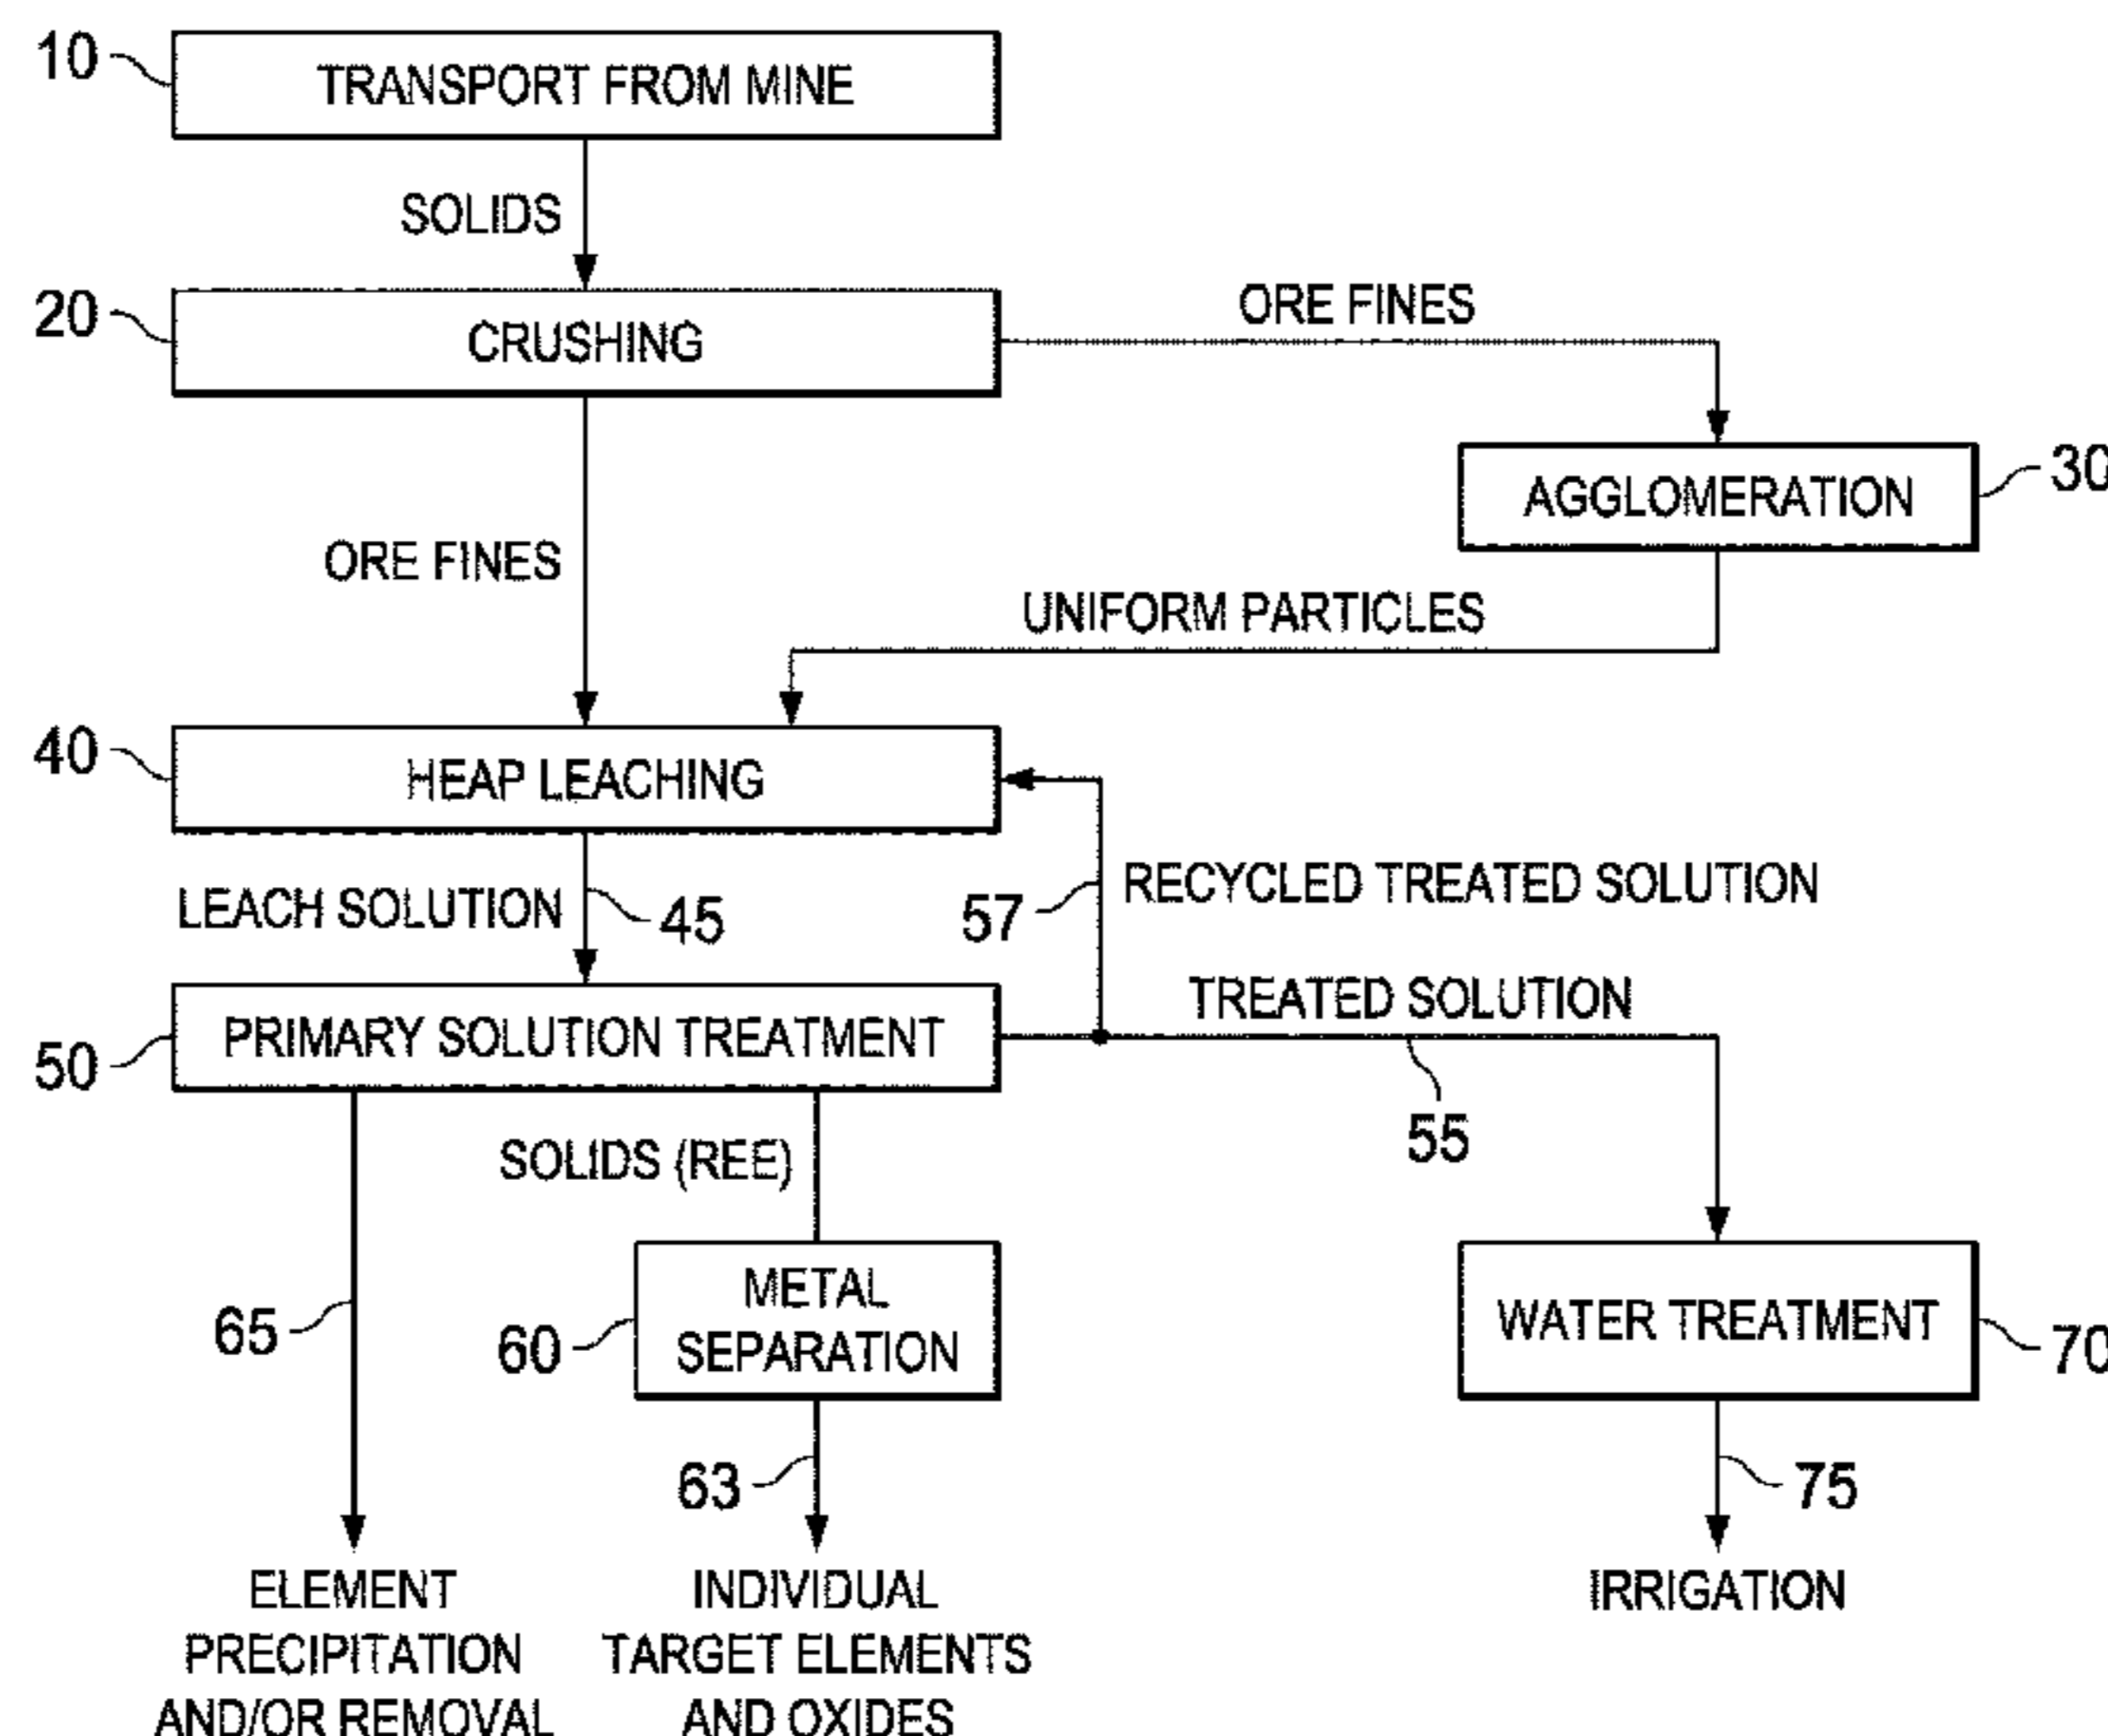 10
TRANSPORT FROM MINE
SOLIDS
20
CRUSHING
ORE FINES
AGGLOMERATION
30
ORE FINES
UNIFORM PARTICLES
40
HEAP LEACHING
LEACH SOLUTION
45
57
RECYCLED TREATED SOLUTION
50
PRIMARY SOLUTION TREATMENT
TREATED SOLUTION
55
SOLIDS (REE)
65
60
METAL
SEPARATION
WATER TREATMENT
70
63
75
ELEMENT
PRECIPITATION
AND/OR REMOVAL
INDIVIDUAL
TARGET ELEMENTS
AND OXIDES
IRRIGATION